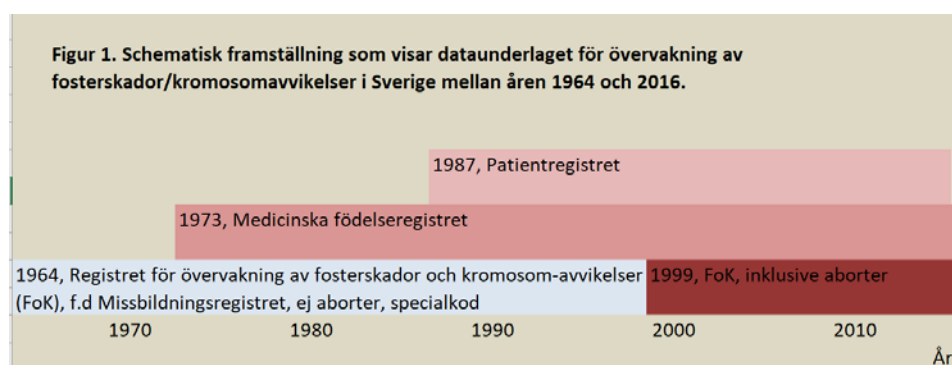 Figur 1. Schematisk framställning som visar dataunderlaget för övervakning av
fosterskador/kromosomavvikelser i Sverige mellan åren 1964 och 2016.
1987, Patientregistret
1973, Medicinska födelseregistret
1964, Registret för övervakning av fosterskador och kromosom-avvikelser
(FoK), f.d Missbildningsregistret, ej aborter, specialkod
1999, FoK, inklusive aborter
1970 1980 1990 2000 2010
År